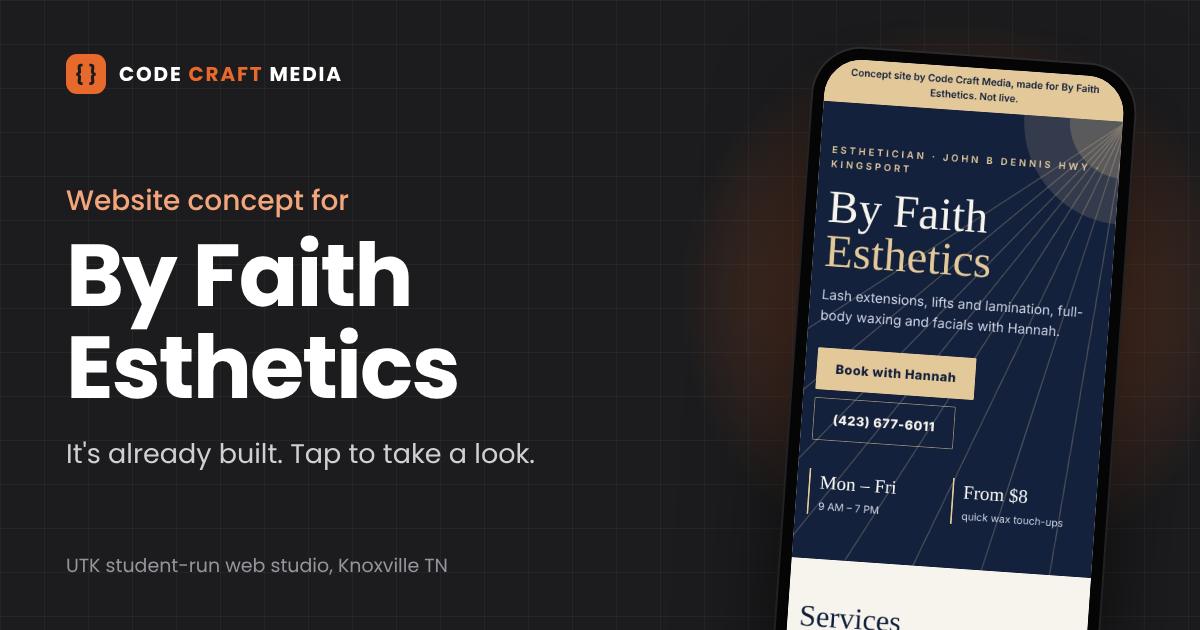 { } CODE CRAFT MEDIA
Website concept for
By Faith
Esthetics
It's already built. Tap to take a look.
UTK student-run web studio, Knoxville TN
Concept site by Code Craft Media, made for By Faith
Esthetics. Not live.
ESTHETICIAN · JOHN B DENNIS HWY ·
KINGSPORT
By Faith
Esthetics
Lash extensions, lifts and lamination, full-
body waxing and facials with Hannah.
Book with Hannah
(423) 677-6011
Mon – Fri
9 AM – 7 PM
From $8
quick wax touch-ups
Services